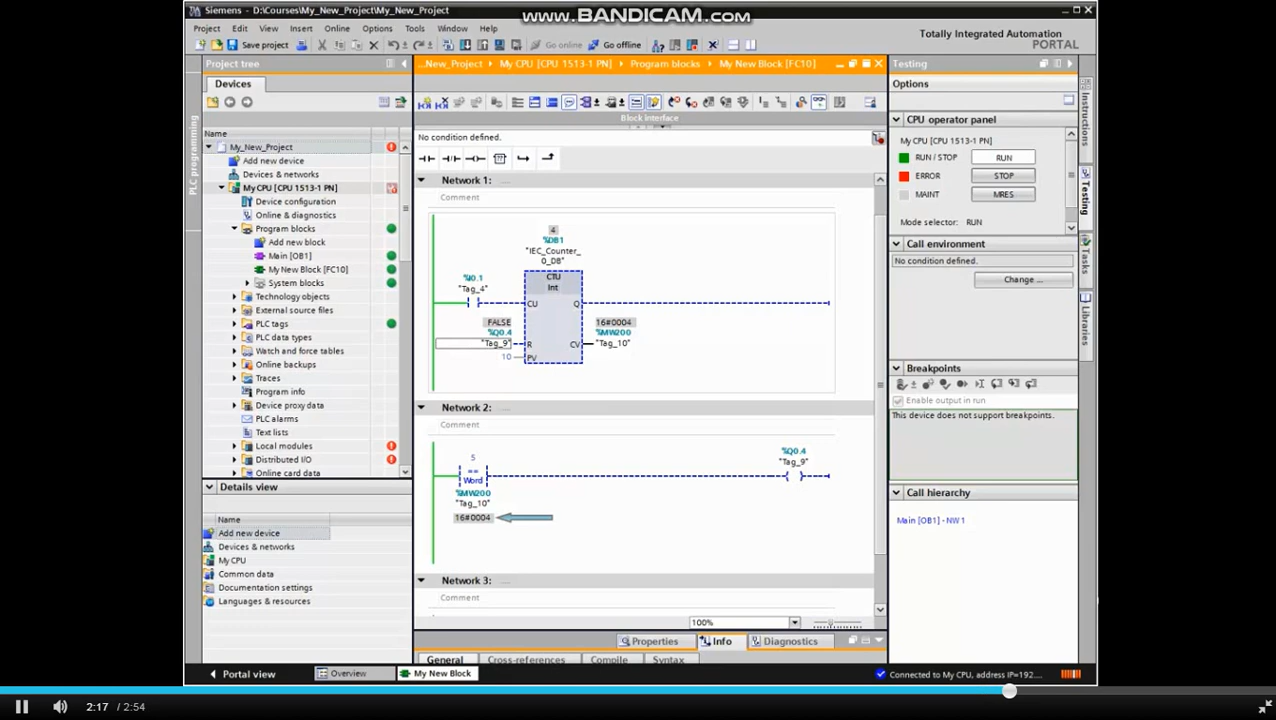 Siemens - D:\Courses\My_New_Project\My_New_Project
www.BANDICAM.com
Project Edit View Insert Online Options Tools Window Help
Totally Integrated Automation
PORTAL
Save project
Go online
Go offline
Project tree
Devices
Name
My_New_Project
Add new device
Devices & networks
My CPU [CPU 1513-1 PN]
Device configuration
Online & diagnostics
Program blocks
Add new block
Main [OB1]
My New Block [FC10]
System blocks
Technology objects
External source files
PLC tags
PLC data types
Watch and force tables
Online backups
Traces
Program info
Device proxy data
PLC alarms
Text lists
Local modules
Distributed I/O
Online card data
Details view
Name
Add new device
Devices & networks
My CPU
Common data
Documentation settings
Languages & resources
PLC programming
..._New_Project
My CPU [CPU 1513-1 PN]
Program blocks
My New Block [FC10]
Block interface
No condition defined.
Network 1: .....
Comment
4
%DB1
"IEC_Counter_
0_DB"
CTU
Int
%I0.1
"Tag_4"
CU
Q
FALSE
%Q0.4
"Tag_9"
R
10
PV
16#0004
%MW200
CV
"Tag_10"
Network 2: .....
Comment
5
==
Word
%MW200
"Tag_10"
16#0004
%Q0.4
"Tag_9"
Network 3: .....
Comment
100%
Properties
Info
Diagnostics
General
Cross-references
Compile
Syntax
Testing
Options
CPU operator panel
My CPU [CPU 1513-1 PN]
RUN / STOP
RUN
ERROR
STOP
MAINT
MRES
Mode selector: RUN
Call environment
No condition defined.
Change ...
Breakpoints
Enable output in run
This device does not support breakpoints.
Call hierarchy
Main [OB1] - NW1
Instructions
Testing
Tasks
Libraries
Portal view
Overview
My New Block
Connected to My CPU, address IP=192....
2:17 / 2:54